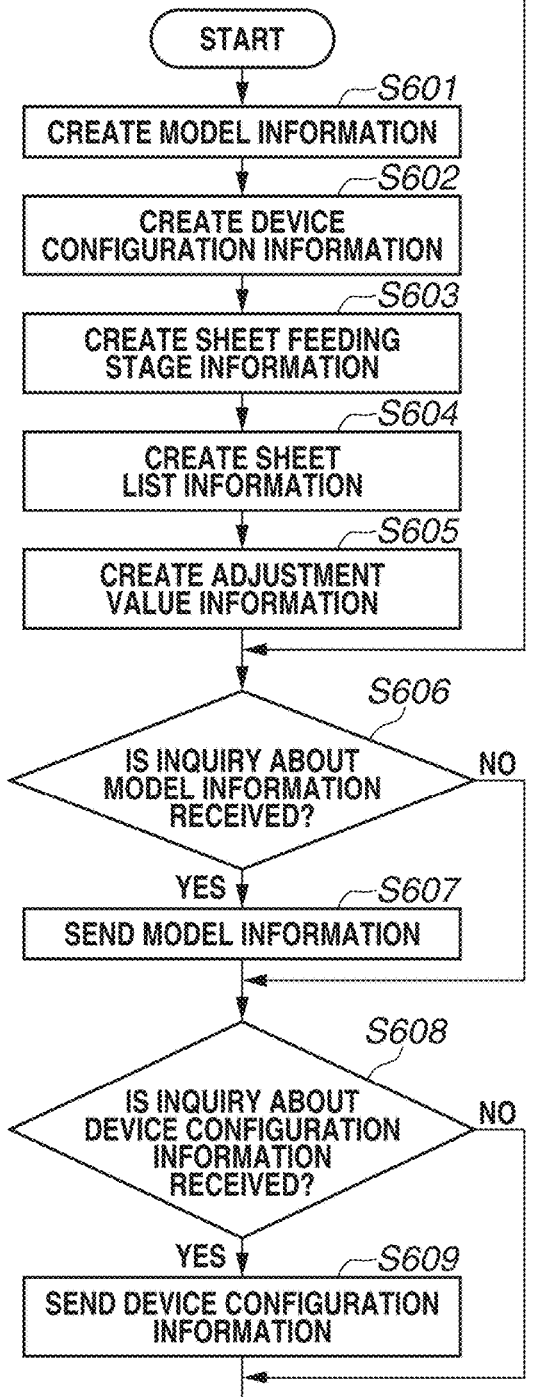 START
S601
CREATE MODEL INFORMATION
S602
CREATE DEVICE
CONFIGURATION INFORMATION
S603
CREATE SHEET FEEDING
STAGE INFORMATION
S604
CREATE SHEET
LIST INFORMATION
S605
CREATE ADJUSTMENT
VALUE INFORMATION
S606
IS INQUIRY ABOUT
MODEL INFORMATION
RECEIVED?
NO
YES
S607
SEND MODEL INFORMATION
S608
IS INQUIRY ABOUT
DEVICE CONFIGURATION
INFORMATION
RECEIVED?
NO
YES
S609
SEND DEVICE CONFIGURATION
INFORMATION